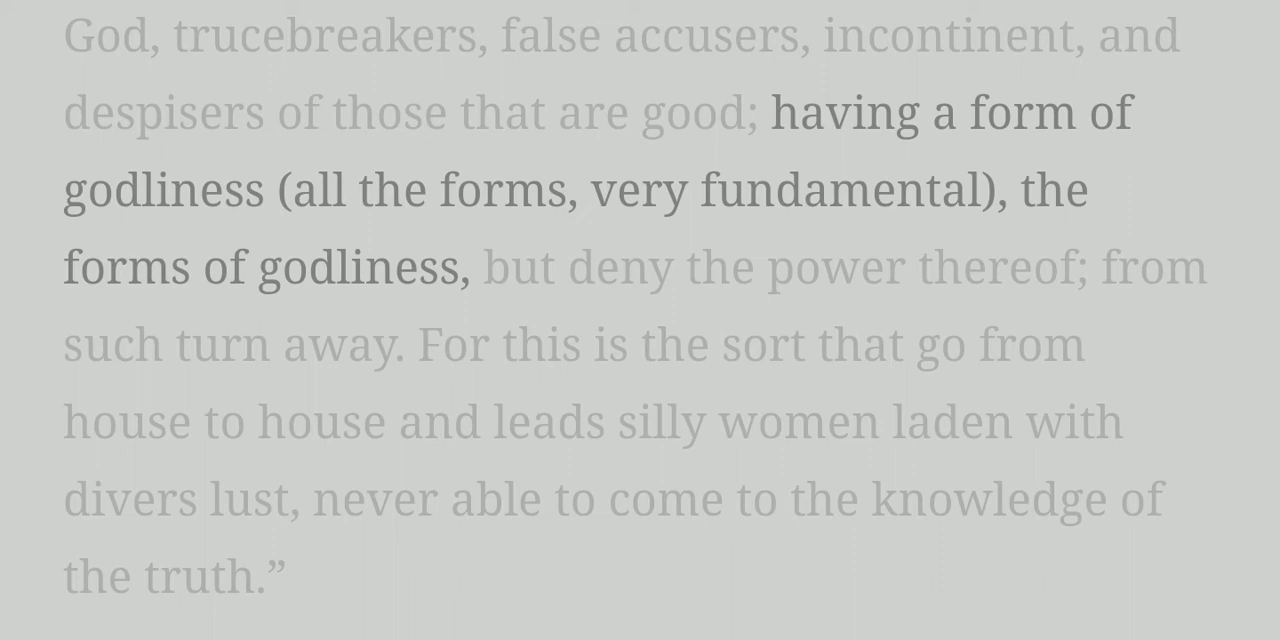 God, trucebreakers, false accusers, incontinent, and
despisers of those that are good; having a form of
godliness (all the forms, very fundamental), the
forms of godliness, but deny the power thereof; from
such turn away. For this is the sort that go from
house to house and leads silly women laden with
divers lust, never able to come to the knowledge of
the truth.”